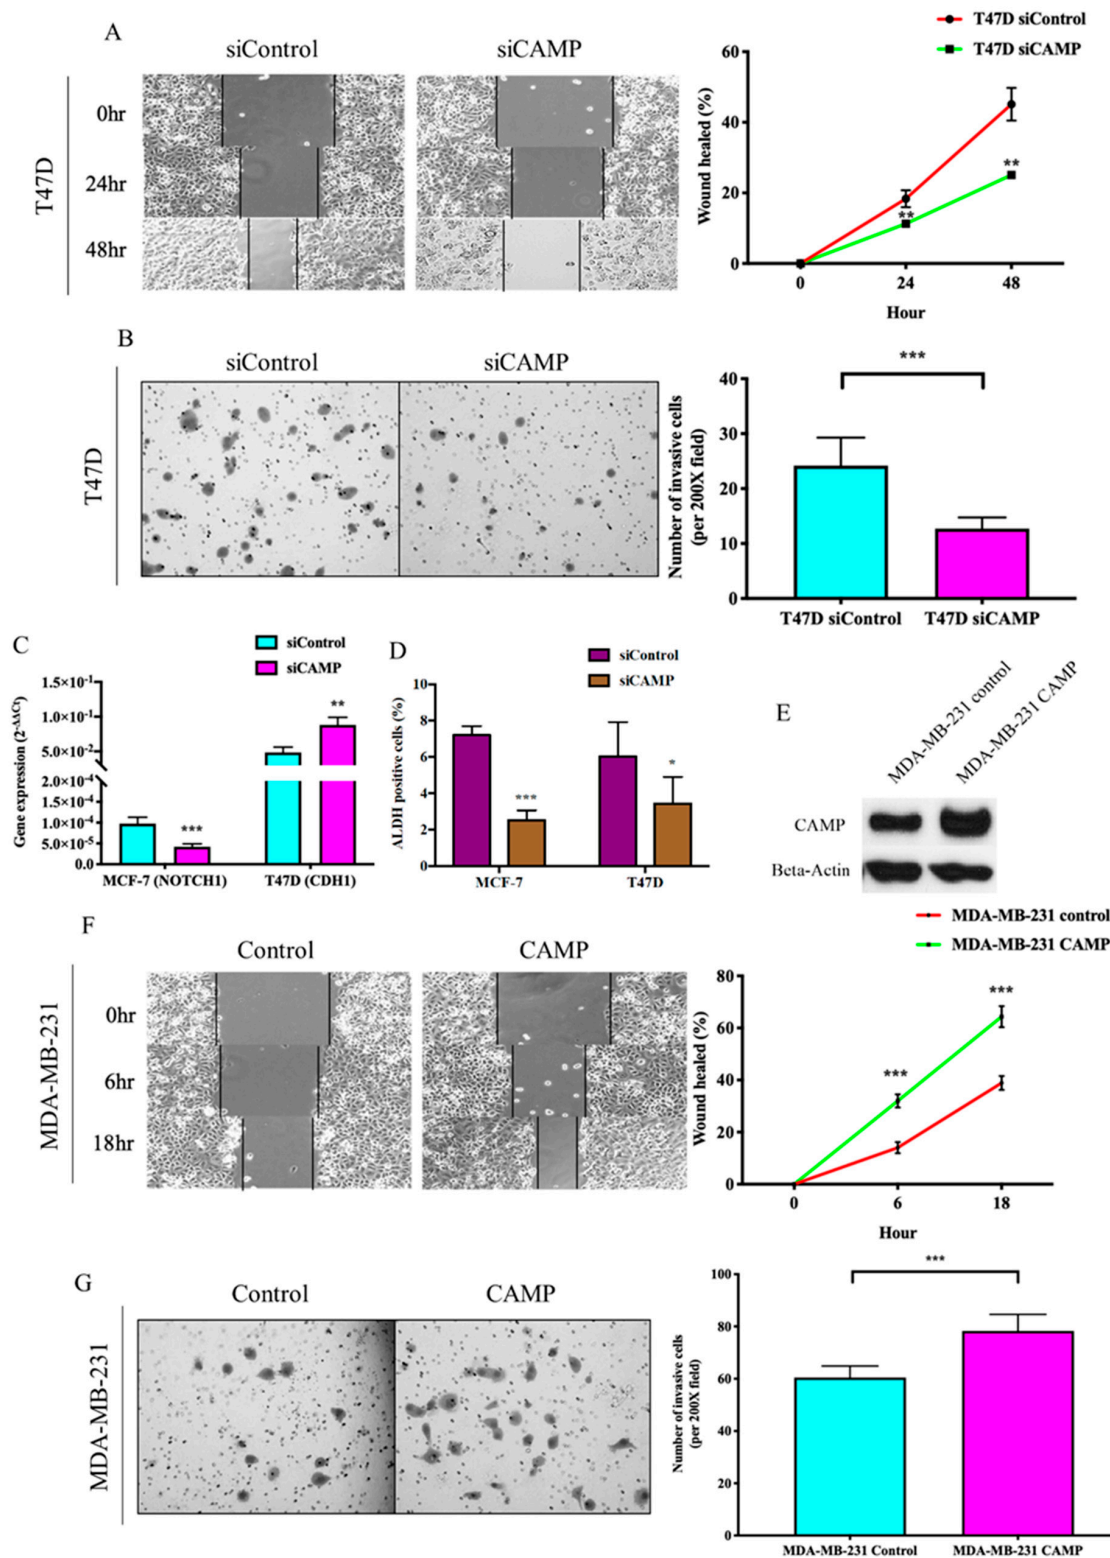 A
siControl
siCAMP
T47D
0hr
24hr
48hr
T47D siControl
T47D siCAMP
Wound healed (%)
60
40
20
0
**
**
0
24
48
Hour
B
siControl
siCAMP
T47D
Number of invasive cells
(per 200X field)
40
30
20
10
0
***
T47D siControl
T47D siCAMP
C
siControl
siCAMP
Gene expression (2^-ΔΔCt)
1.5×10^-1
1.0×10^-1
5.0×10^-2
2.0×10^-4
1.0×10^-4
5.0×10^-5
0.0
***
**
MCF-7 (NOTCH1)
T47D (CDH1)
D
siControl
siCAMP
ALDH positive cells (%)
10
8
6
4
2
0
***
*
MCF-7
T47D
E
MDA-MB-231 control
MDA-MB-231 CAMP
CAMP
Beta-Actin
F
Control
CAMP
MDA-MB-231
0hr
6hr
18hr
MDA-MB-231 control
MDA-MB-231 CAMP
Wound healed (%)
80
60
40
20
0
***
***
0
6
18
Hour
G
Control
CAMP
MDA-MB-231
Number of invasive cells
(per 200X field)
100
80
60
40
20
0
***
MDA-MB-231 Control
MDA-MB-231 CAMP